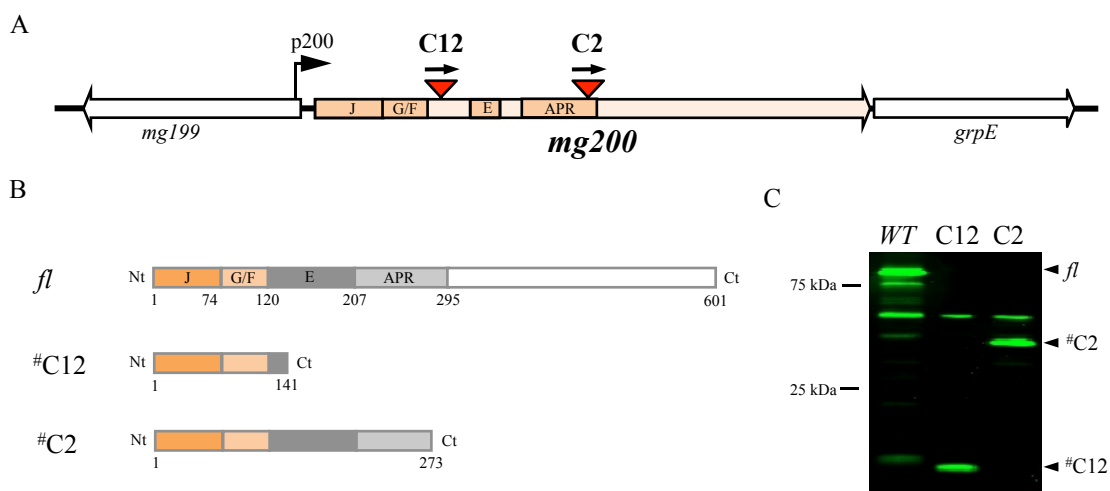 A
p200
C12
C2
J G/F E APR
mg199
mg200
grpE
B
fl
Nt J G/F E APR Ct
1 74 120 207 295 601
#C12
Nt Ct
1 141
#C2
Nt Ct
1 273
C
WT C12 C2
75 kDa
fl
#C2
25 kDa
#C12